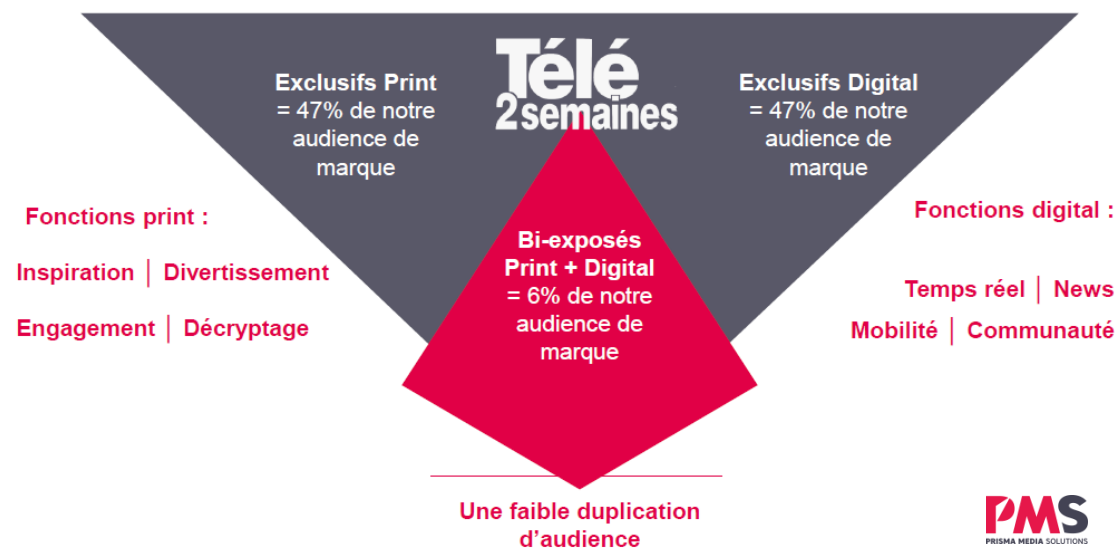 Télé
2 semaines
Exclusifs Print
= 47% de notre
audience de
marque
Exclusifs Digital
= 47% de notre
audience de
marque
Fonctions print :
Inspiration │ Divertissement
Engagement │ Décryptage
Bi-exposés
Print + Digital
= 6% de notre
audience de
marque
Fonctions digital :
Temps réel │ News
Mobilité │ Communauté
Une faible duplication
d’audience
PMS
PRISMA MEDIA SOLUTIONS